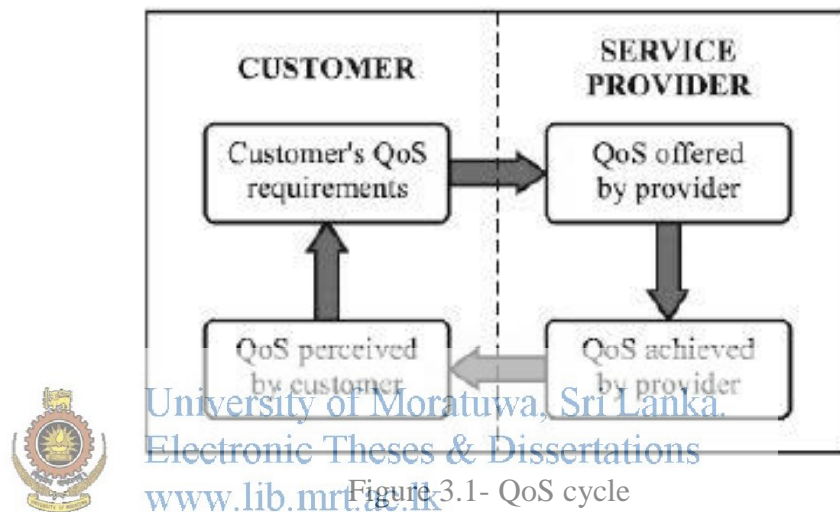 CUSTOMER
SERVICE
PROVIDER
Customer's QoS
requirements
QoS offered
by provider
QoS perceived
by customer
QoS achieved
by provider
University of Moratuwa, Sri Lanka.
Electronic Theses & Dissertations
www.lib.mrt.ac.lk
Figure 3.1- QoS cycle